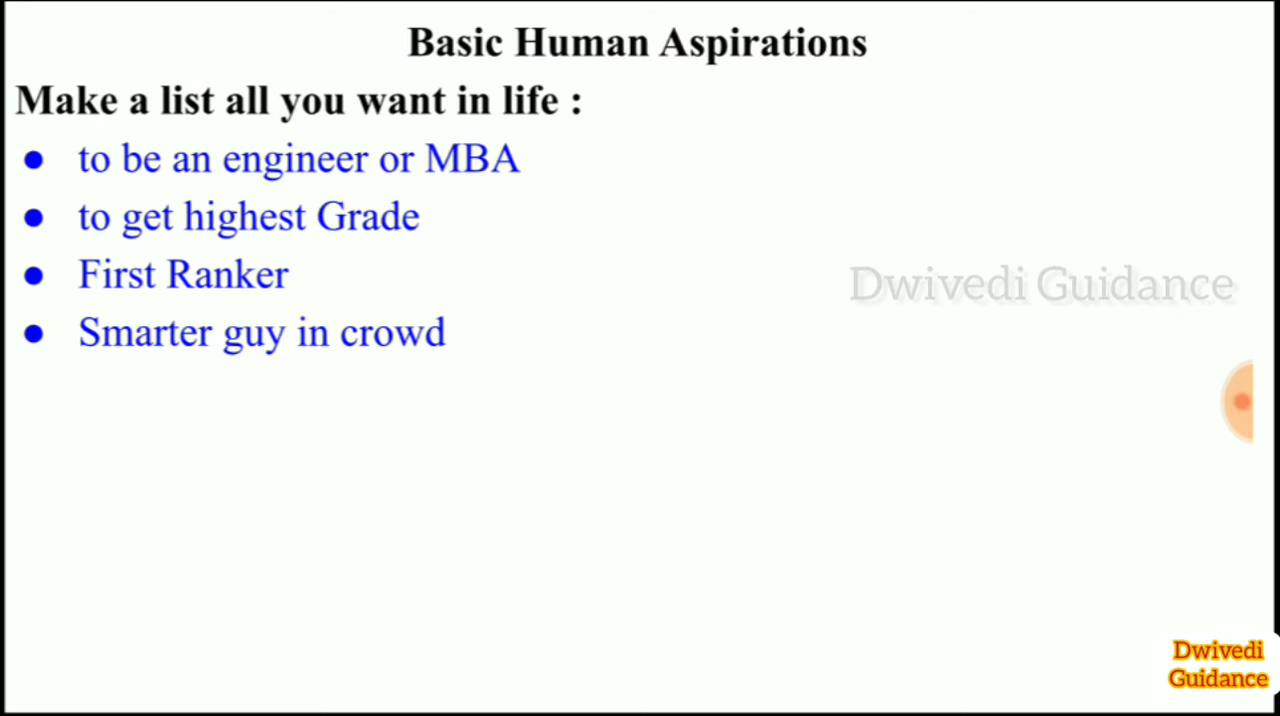 Basic Human Aspirations
Make a list all you want in life :
● to be an engineer or MBA
● to get highest Grade
● First Ranker
● Smarter guy in crowd
Dwivedi Guidance
Dwivedi
Guidance